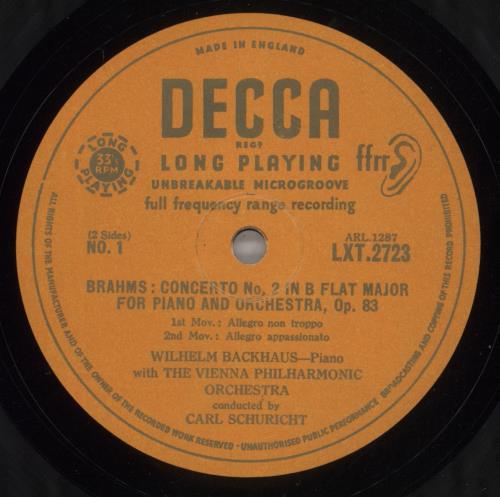 MADE IN ENGLAND
DECCA
REGD
LONG PLAYING
UNBREAKABLE MICROGROOVE
full frequency range recording
LONG PLAYING
33⅓
RPM
ffrr
(2 Sides)
NO. 1
ARL.1287
LXT.2723
BRAHMS : CONCERTO No. 2 IN B FLAT MAJOR
FOR PIANO AND ORCHESTRA, Op. 83
1st Mov.: Allegro non troppo
2nd Mov.: Allegro appassionato
WILHELM BACKHAUS—Piano
with THE VIENNA PHILHARMONIC
ORCHESTRA
conducted by
CARL SCHURICHT
ALL RIGHTS OF THE MANUFACTURER AND OF THE OWNER OF THE RECORDED WORK RESERVED · UNAUTHORISED PUBLIC PERFORMANCE BROADCASTING AND COPYING OF THIS RECORD PROHIBITED